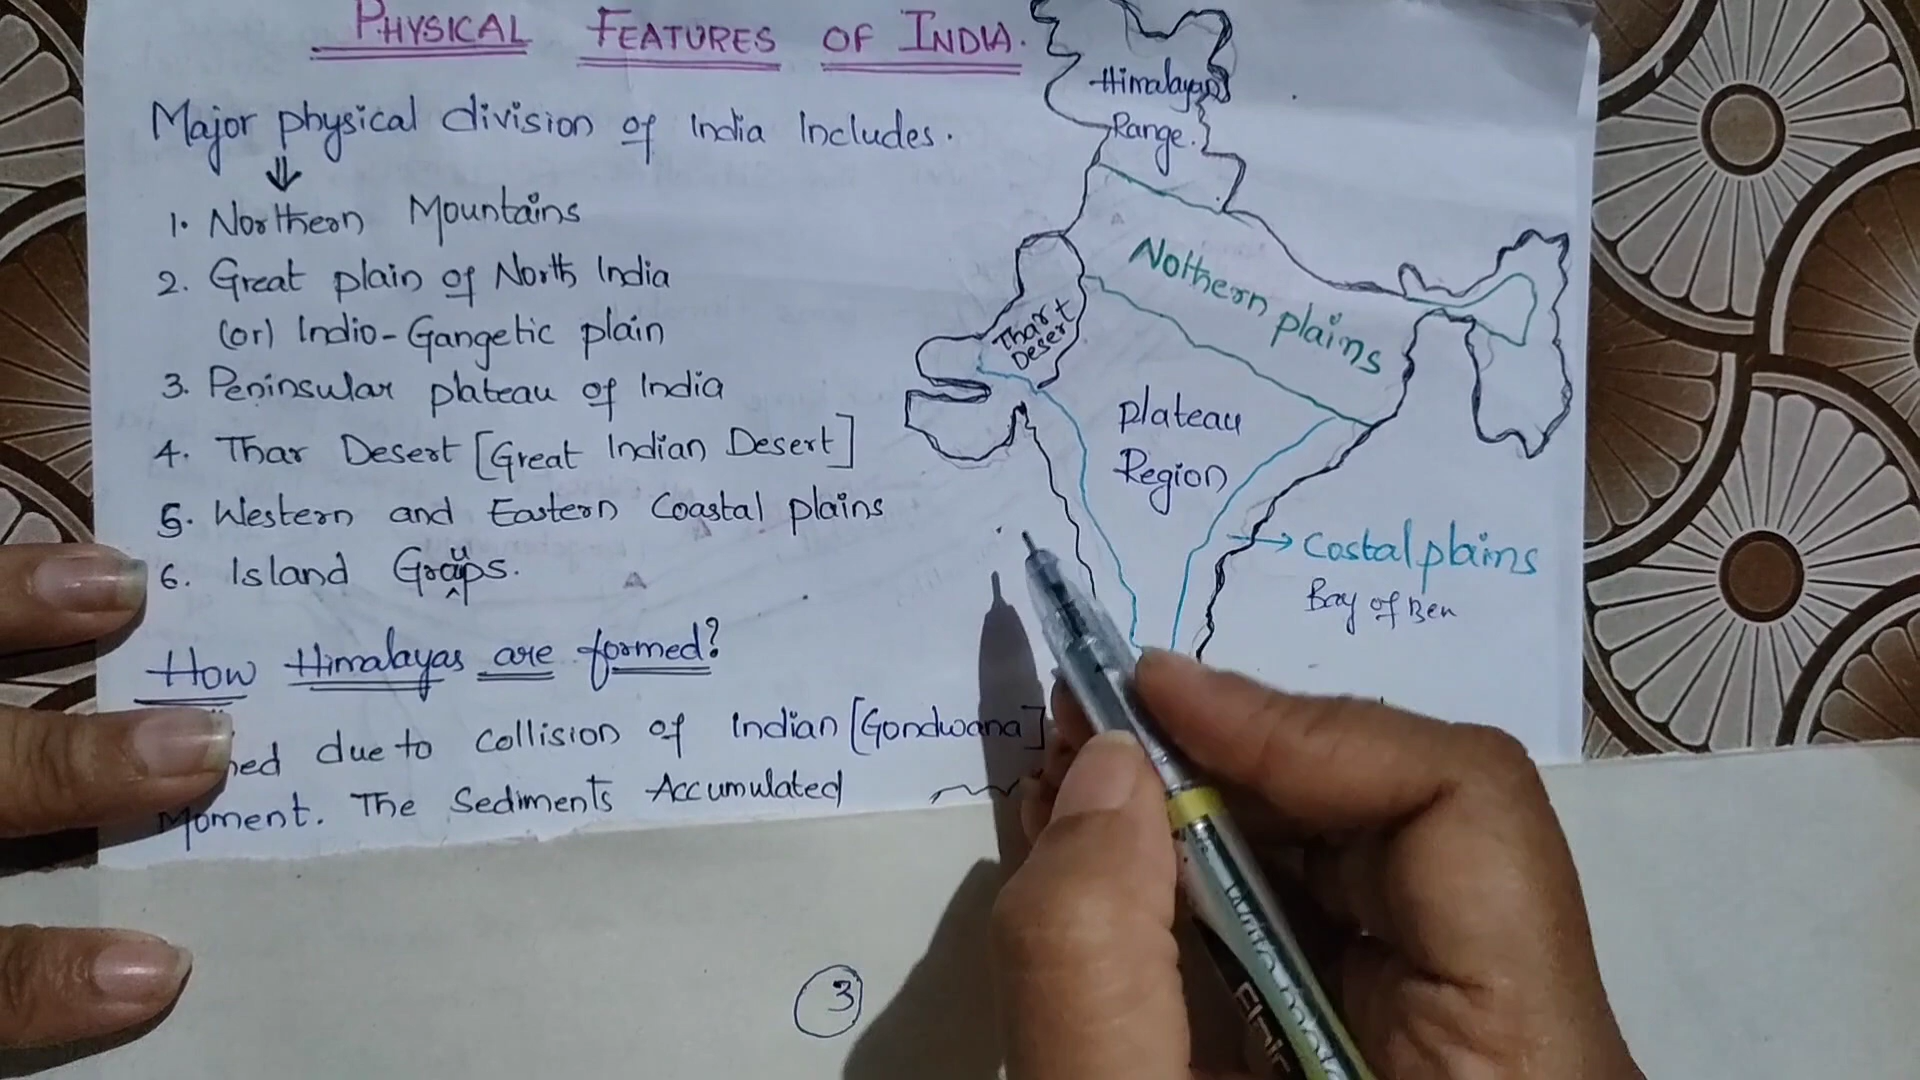 PHYSICAL FEATURES OF INDIA.
Major physical division of India Includes.
⇓
1. Northern Mountains
2. Great plain of North India
(or) Indio-Gangetic plain
3. Peninsular plateau of India
4. Thar Desert [Great Indian Desert]
5. Western and Eastern Coastal plains
6. Island Groups.
How Himalayas are formed?
due to collision of Indian [Gondwana]
Moment. The Sediments Accumulated
Himalayas
Range.
Nothern plains
Thar
Desert
plateau
Region
→ Costal plains
Bay of Ben
3